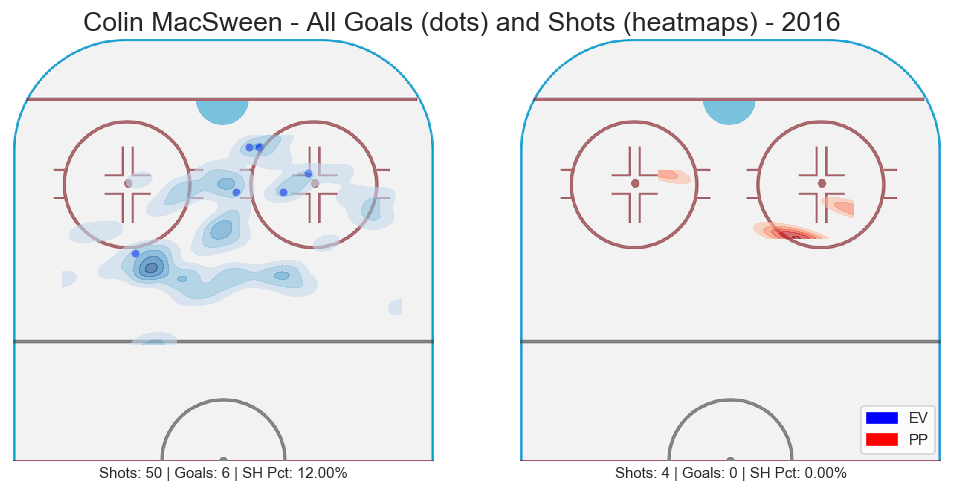 Colin MacSween - All Goals (dots) and Shots (heatmaps) - 2016
EV
PP
Shots: 50 | Goals: 6 | SH Pct: 12.00%
Shots: 4 | Goals: 0 | SH Pct: 0.00%